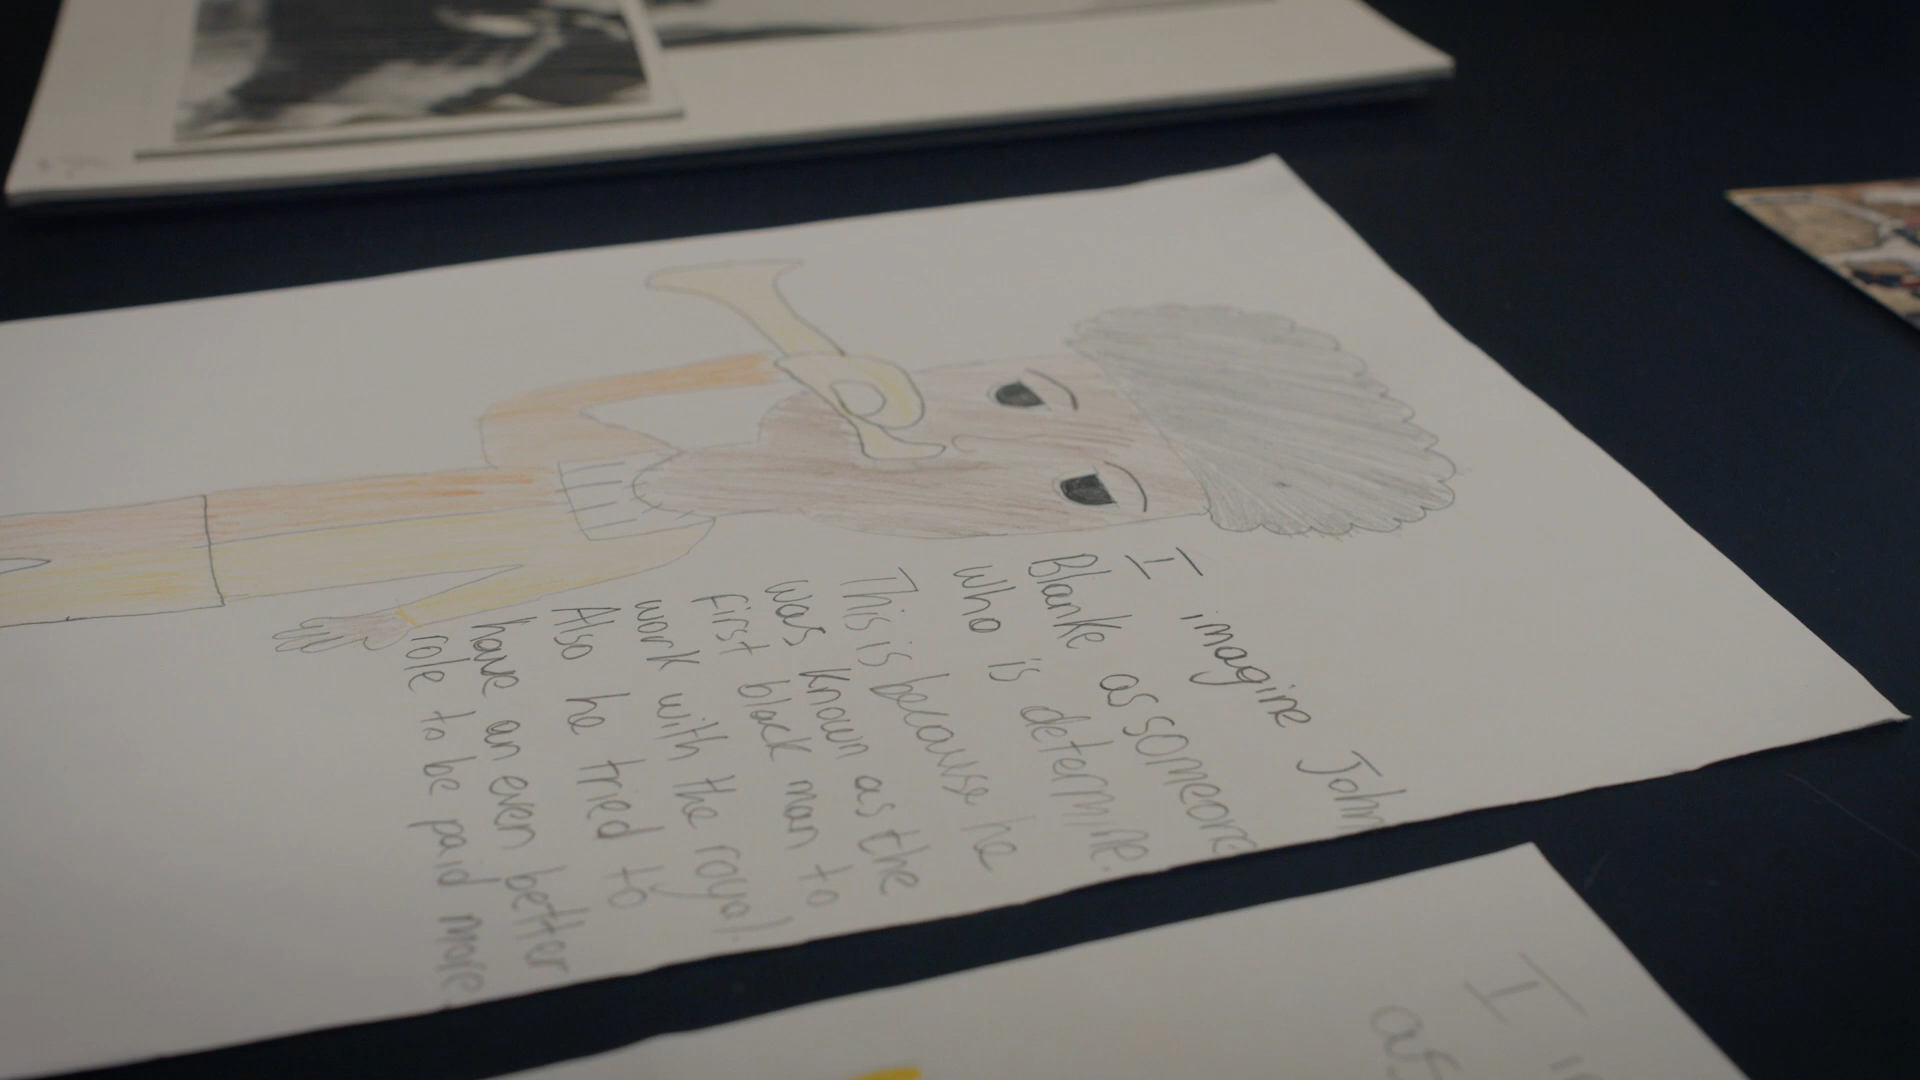 I imagine John
Blanke as someone
who is determine.
This is because he
was known as the
first black man to
work with the royal.
Also he tried to
have an even better
role to be paid more.
I
as